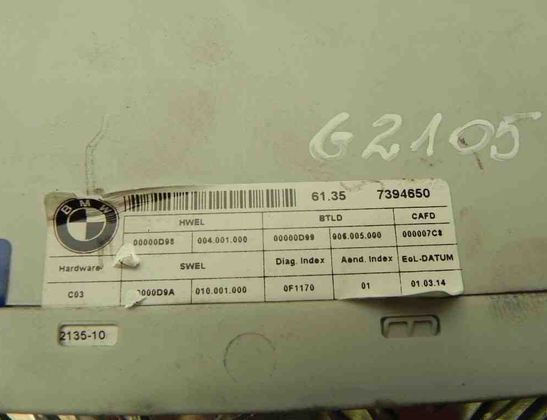 G2105
61.35 7394650
BMW
HWEL BTLD CAFD
00000D98 004.001.000 00000D99 906.005.000 000007C8
Hardware SWEL Diag. Index Aend. Index EoL-DATUM
C03 0000D9A 010.001.000 0F1170 01 01.03.14
2135-10